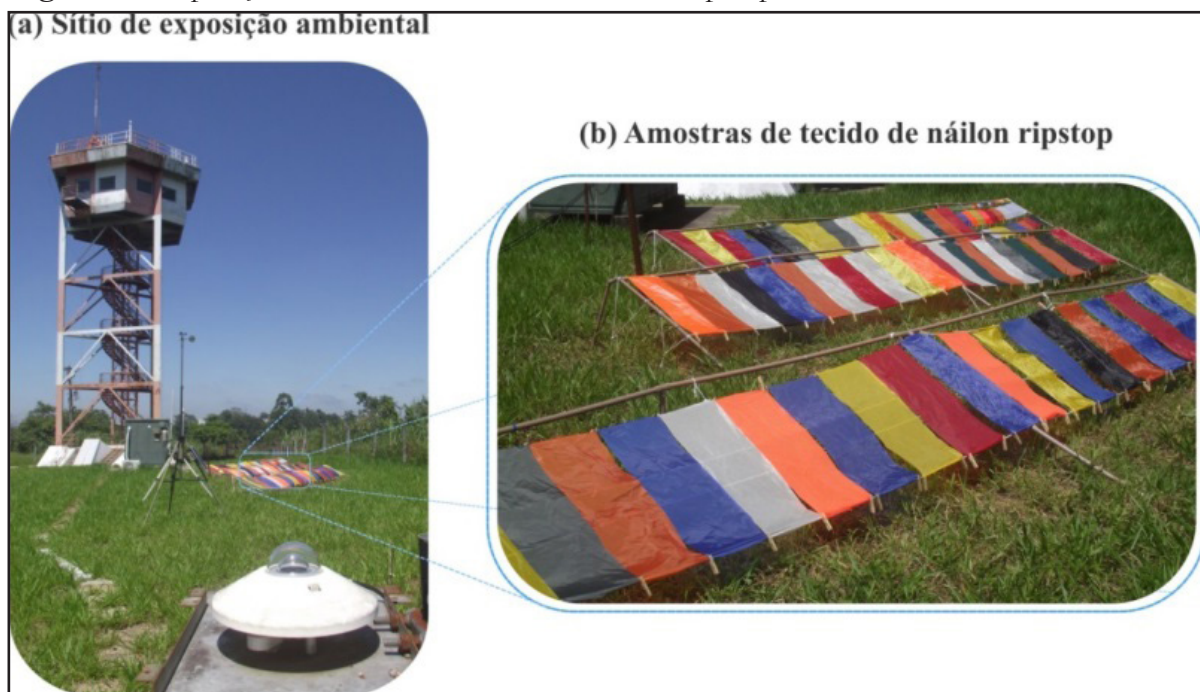 (a) Sítio de exposição ambiental
(b) Amostras de tecido de náilon ripstop